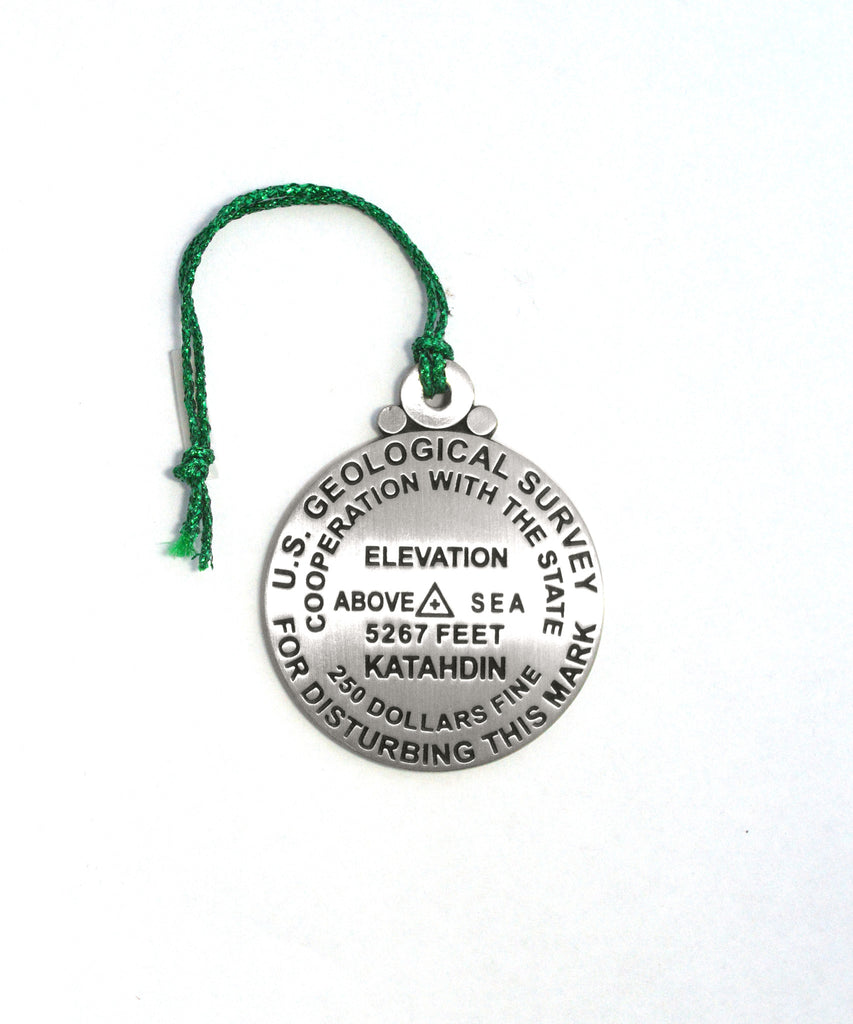 U.S. GEOLOGICAL SURVEY
COOPERATION WITH THE STATE
ELEVATION
ABOVE SEA
5267 FEET
KATAHDIN
250 DOLLARS FINE
FOR DISTURBING THIS MARK